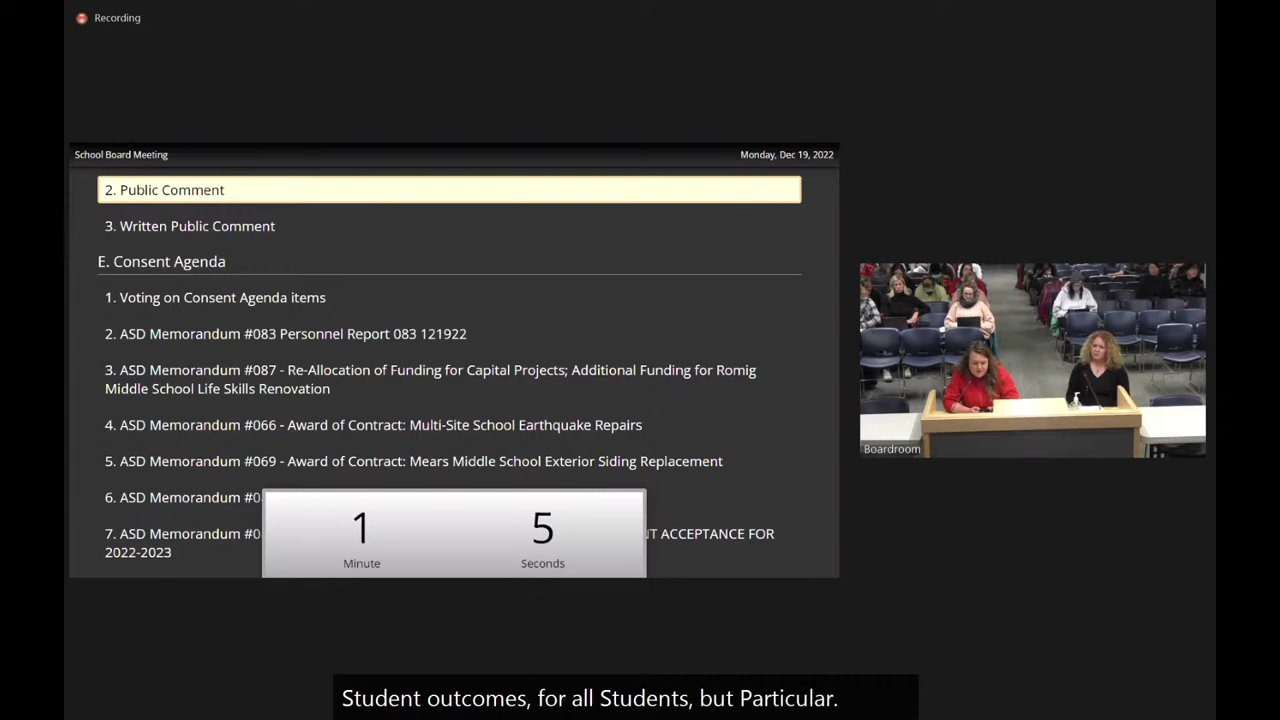 Recording
School Board Meeting
Monday, Dec 19, 2022
2. Public Comment
3. Written Public Comment
E. Consent Agenda
1. Voting on Consent Agenda items
2. ASD Memorandum #083 Personnel Report 083 121922
3. ASD Memorandum #087 - Re-Allocation of Funding for Capital Projects; Additional Funding for Romig
Middle School Life Skills Renovation
4. ASD Memorandum #066 - Award of Contract: Multi-Site School Earthquake Repairs
5. ASD Memorandum #069 - Award of Contract: Mears Middle School Exterior Siding Replacement
6. ASD Memorandum #0
7. ASD Memorandum #0 ACCEPTANCE FOR
2022-2023
1 5
Minute Seconds
Boardroom
Student outcomes, for all Students, but Particular.